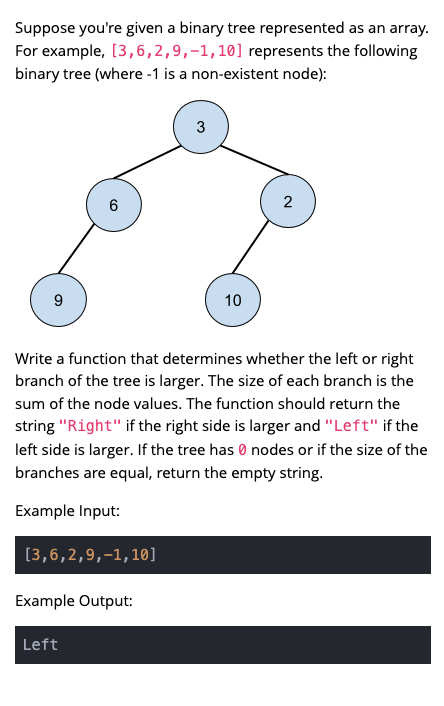 Suppose you're given a binary tree represented as an array.
For example, [3,6,2,9,−1,10] represents the following
binary tree (where -1 is a non-existent node):
3
6
2
9
10
Write a function that determines whether the left or right
branch of the tree is larger. The size of each branch is the
sum of the node values. The function should return the
string "Right" if the right side is larger and "Left" if the
left side is larger. If the tree has 0 nodes or if the size of the
branches are equal, return the empty string.
Example Input:
[3,6,2,9,−1,10]
Example Output:
Left